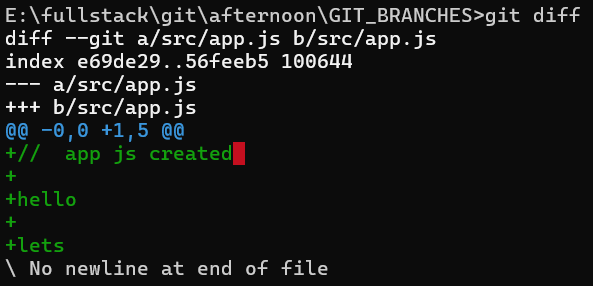 E:\fullstack\git\afternoon\GIT_BRANCHES>git diff
diff --git a/src/app.js b/src/app.js
index e69de29..56feeb5 100644
--- a/src/app.js
+++ b/src/app.js
@@ -0,0 +1,5 @@
+//  app js created
+
+hello
+
+lets
\ No newline at end of file